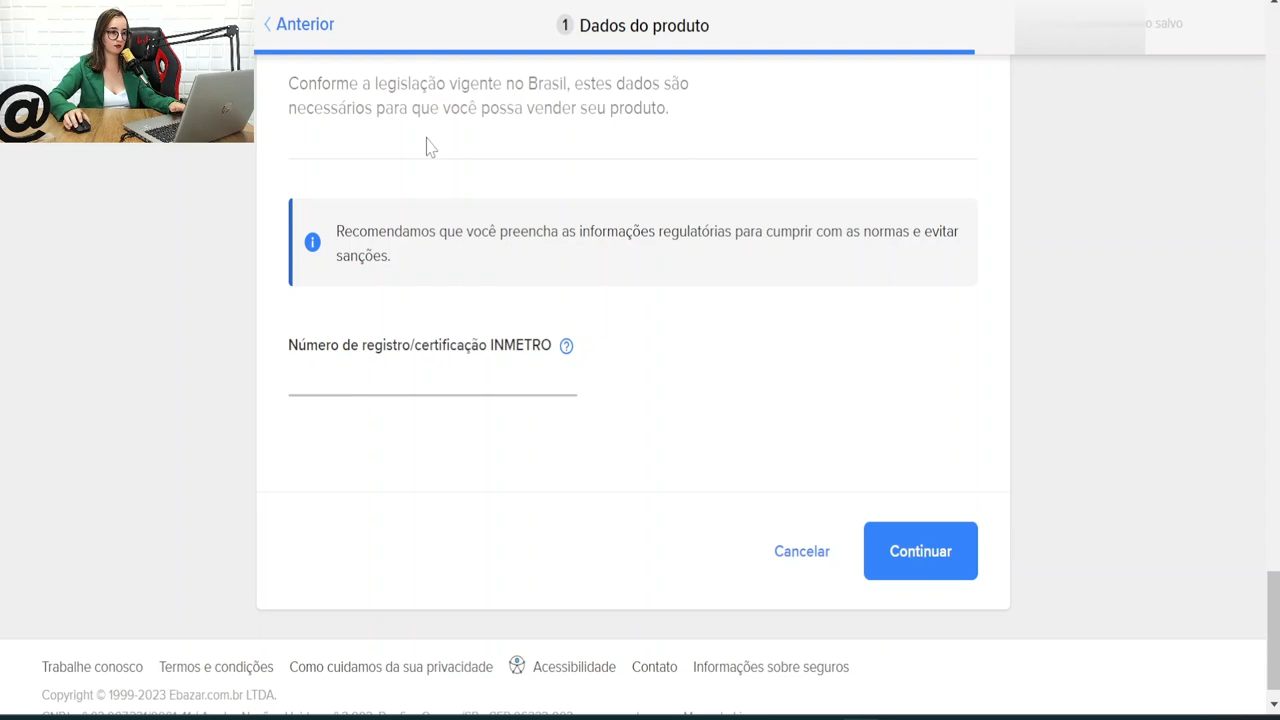 Anterior
1 Dados do produto
o salvo
Conforme a legislação vigente no Brasil, estes dados são
necessários para que você possa vender seu produto.
@
Recomendamos que você preencha as informações regulatórias para cumprir com as normas e evitar
sanções.
Número de registro/certificação INMETRO ?
Cancelar
Continuar
Trabalhe conosco Termos e condições Como cuidamos da sua privacidade Acessibilidade Contato Informações sobre seguros
Copyright © 1999-2023 Ebazar.com.br LTDA.